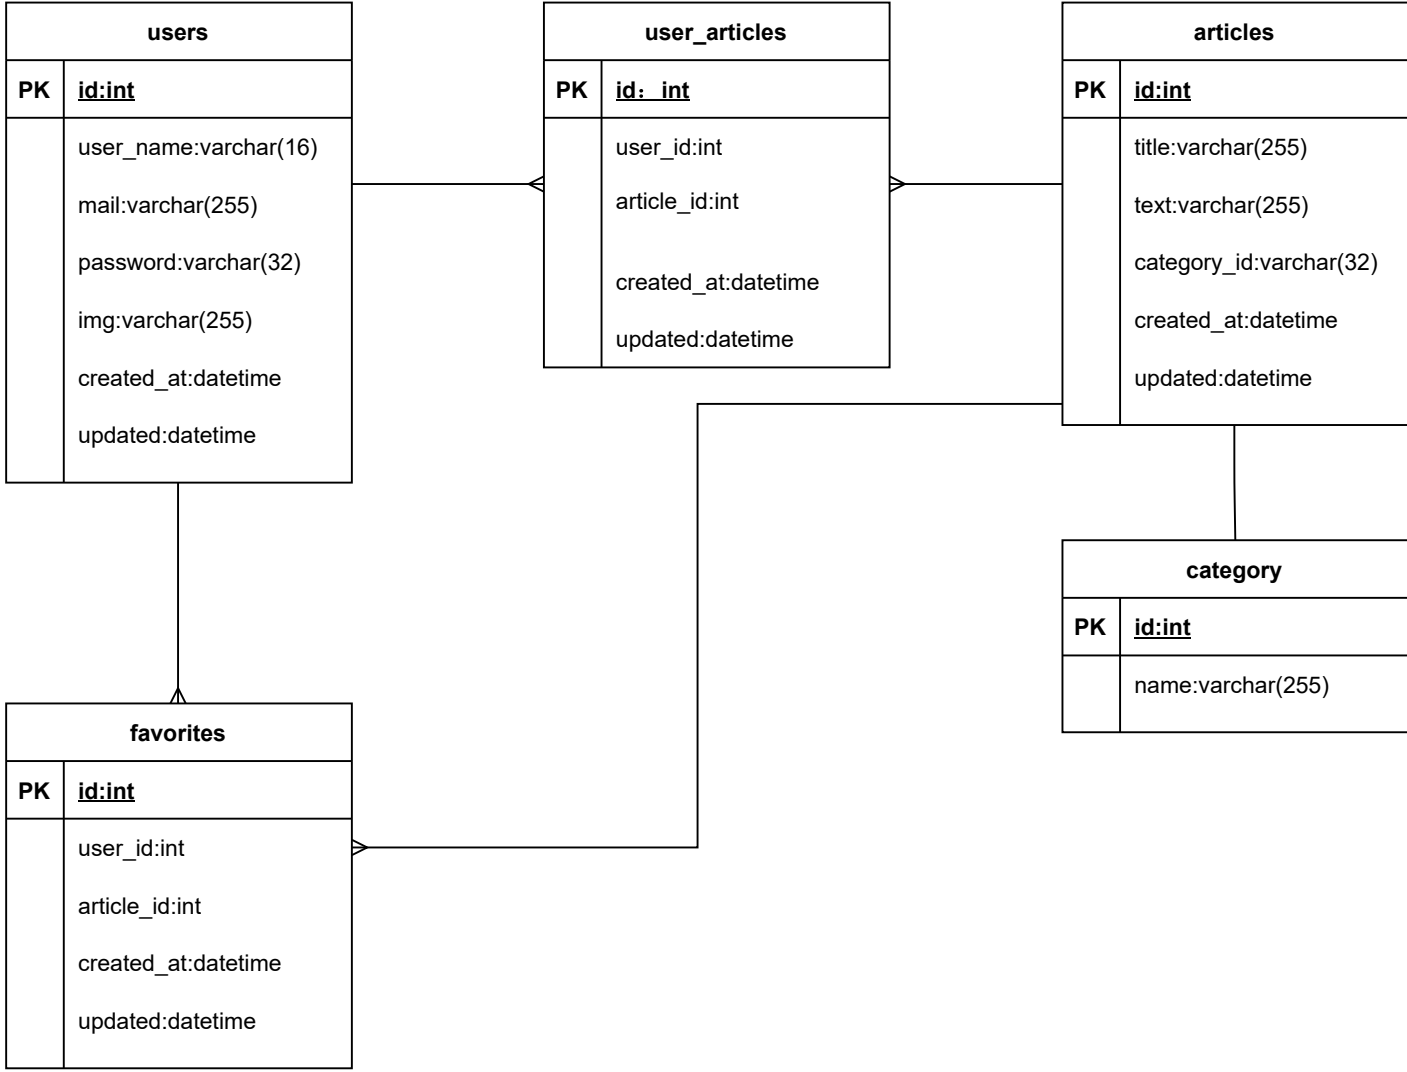 users
PK id:int
user_name:varchar(16)
mail:varchar(255)
password:varchar(32)
img:varchar(255)
created_at:datetime
updated:datetime
user_articles
PK id： int
user_id:int
article_id:int
created_at:datetime
updated:datetime
articles
PK id:int
title:varchar(255)
text:varchar(255)
category_id:varchar(32)
created_at:datetime
updated:datetime
category
PK id:int
name:varchar(255)
favorites
PK id:int
user_id:int
article_id:int
created_at:datetime
updated:datetime